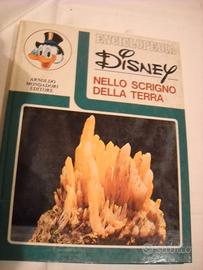 ENCICLOPEDIA
DISNEY
NELLO SCRIGNO
DELLA TERRA
ARNOLDO
MONDADORI
EDITORE